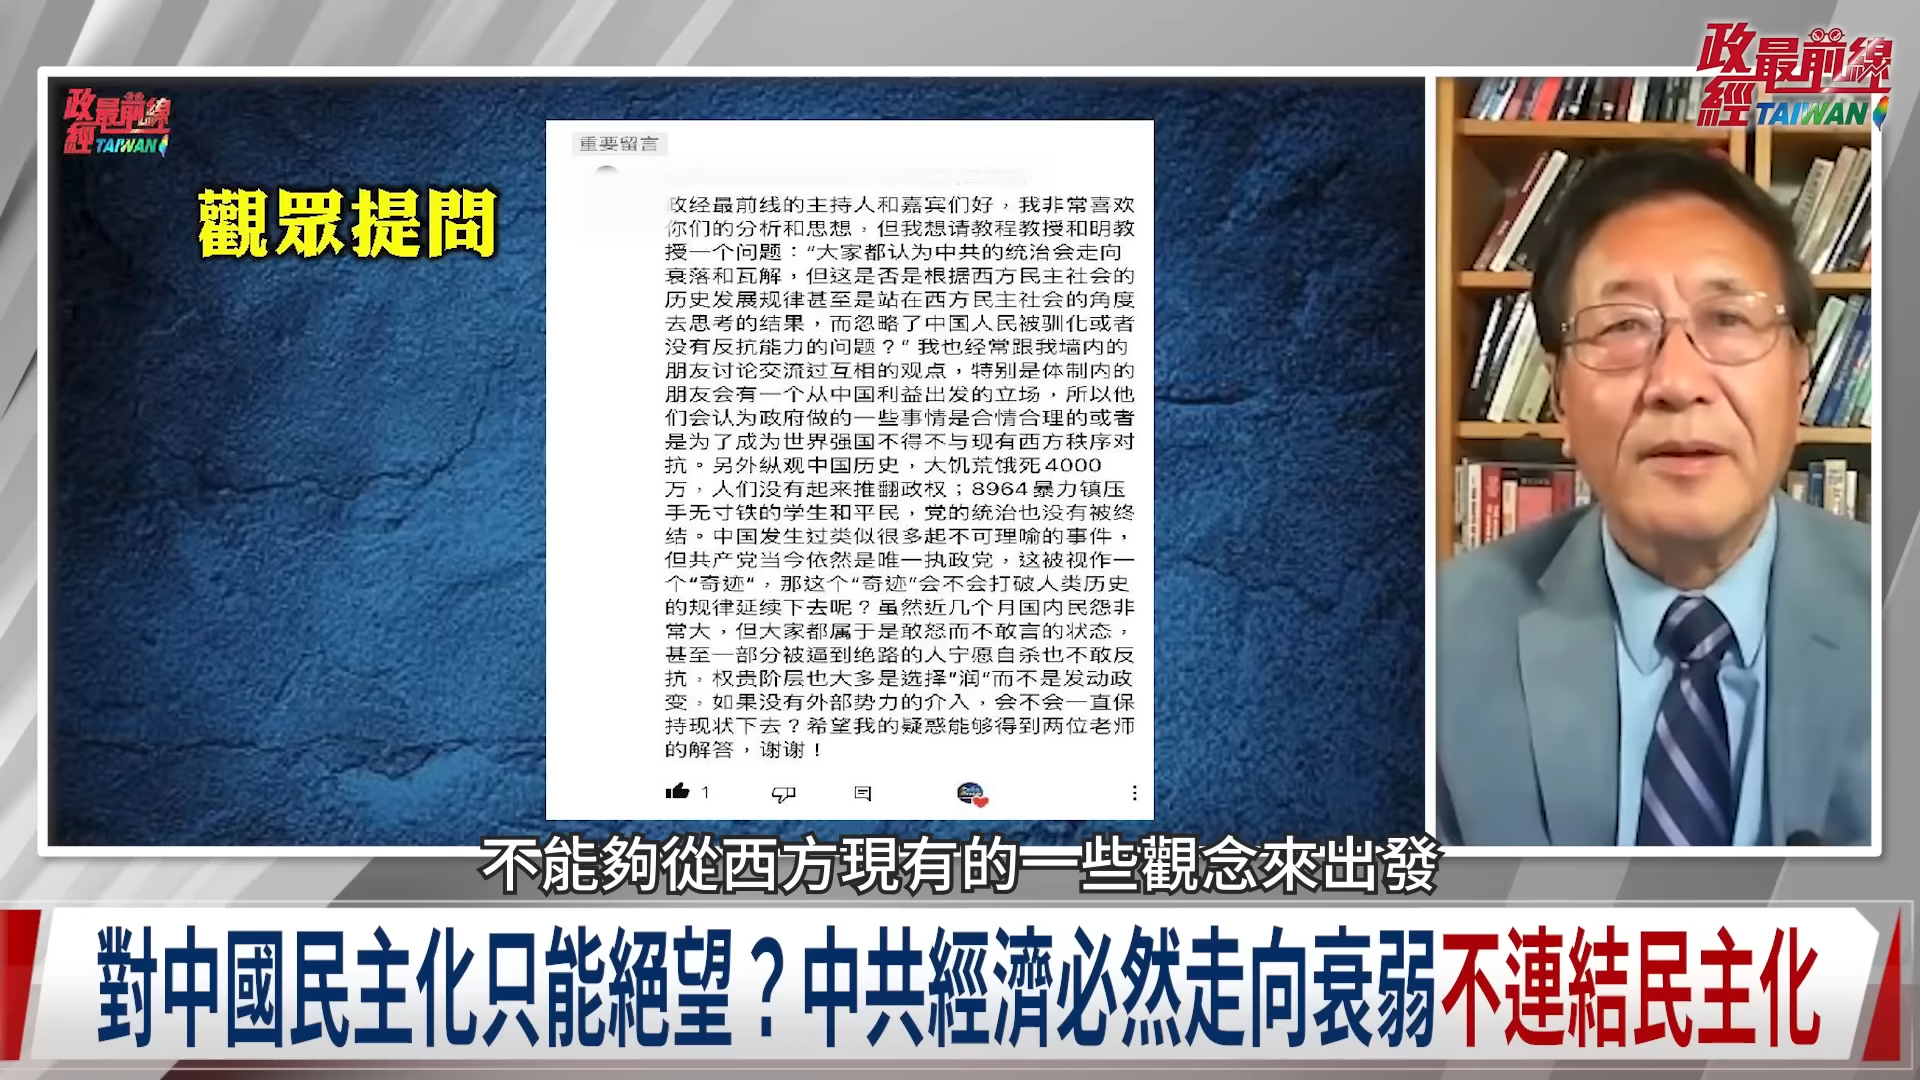 政經最前線
TAIWAN
政經最前線
TAIWAN
觀眾提問
重要留言
政经最前线的主持人和嘉宾们好，我非常喜欢
你们的分析和思想，但我想请教程教授和明教
授一个问题：“大家都认为中共的统治会走向
衰落和瓦解，但这是否是根据西方民主社会的
历史发展规律甚至是站在西方民主社会的角度
去思考的结果，而忽略了中国人民被驯化或者
没有反抗能力的问题？”我也经常跟我墙内的
朋友讨论交流过互相的观点，特别是体制内的
朋友会有一个从中国利益出发的立场，所以他
们会认为政府做的一些事情是合情合理的或者
是为了成为世界强国不得不与现有西方秩序对
抗。另外纵观中国历史，大饥荒饿死4000
万，人们没有起来推翻政权；8964暴力镇压
手无寸铁的学生和平民，党的统治也没有被终
结。中国发生过类似很多起不可理喻的事件，
但共产党当今依然是唯一执政党，这被视作一
个“奇迹“，那这个“奇迹”会不会打破人类历史
的规律延续下去呢？虽然近几个月国内民怨非
常大，但大家都属于是敢怒而不敢言的状态，
甚至一部分被逼到绝路的人宁愿自杀也不敢反
抗，权贵阶层也大多是选择“润”而不是发动政
变，如果没有外部势力的介入，会不会一直保
持现状下去？希望我的疑惑能够得到两位老师
的解答，谢谢！
1
不能夠從西方現有的一些觀念來出發
對中國民主化只能絕望？中共經濟必然走向衰弱不連結民主化